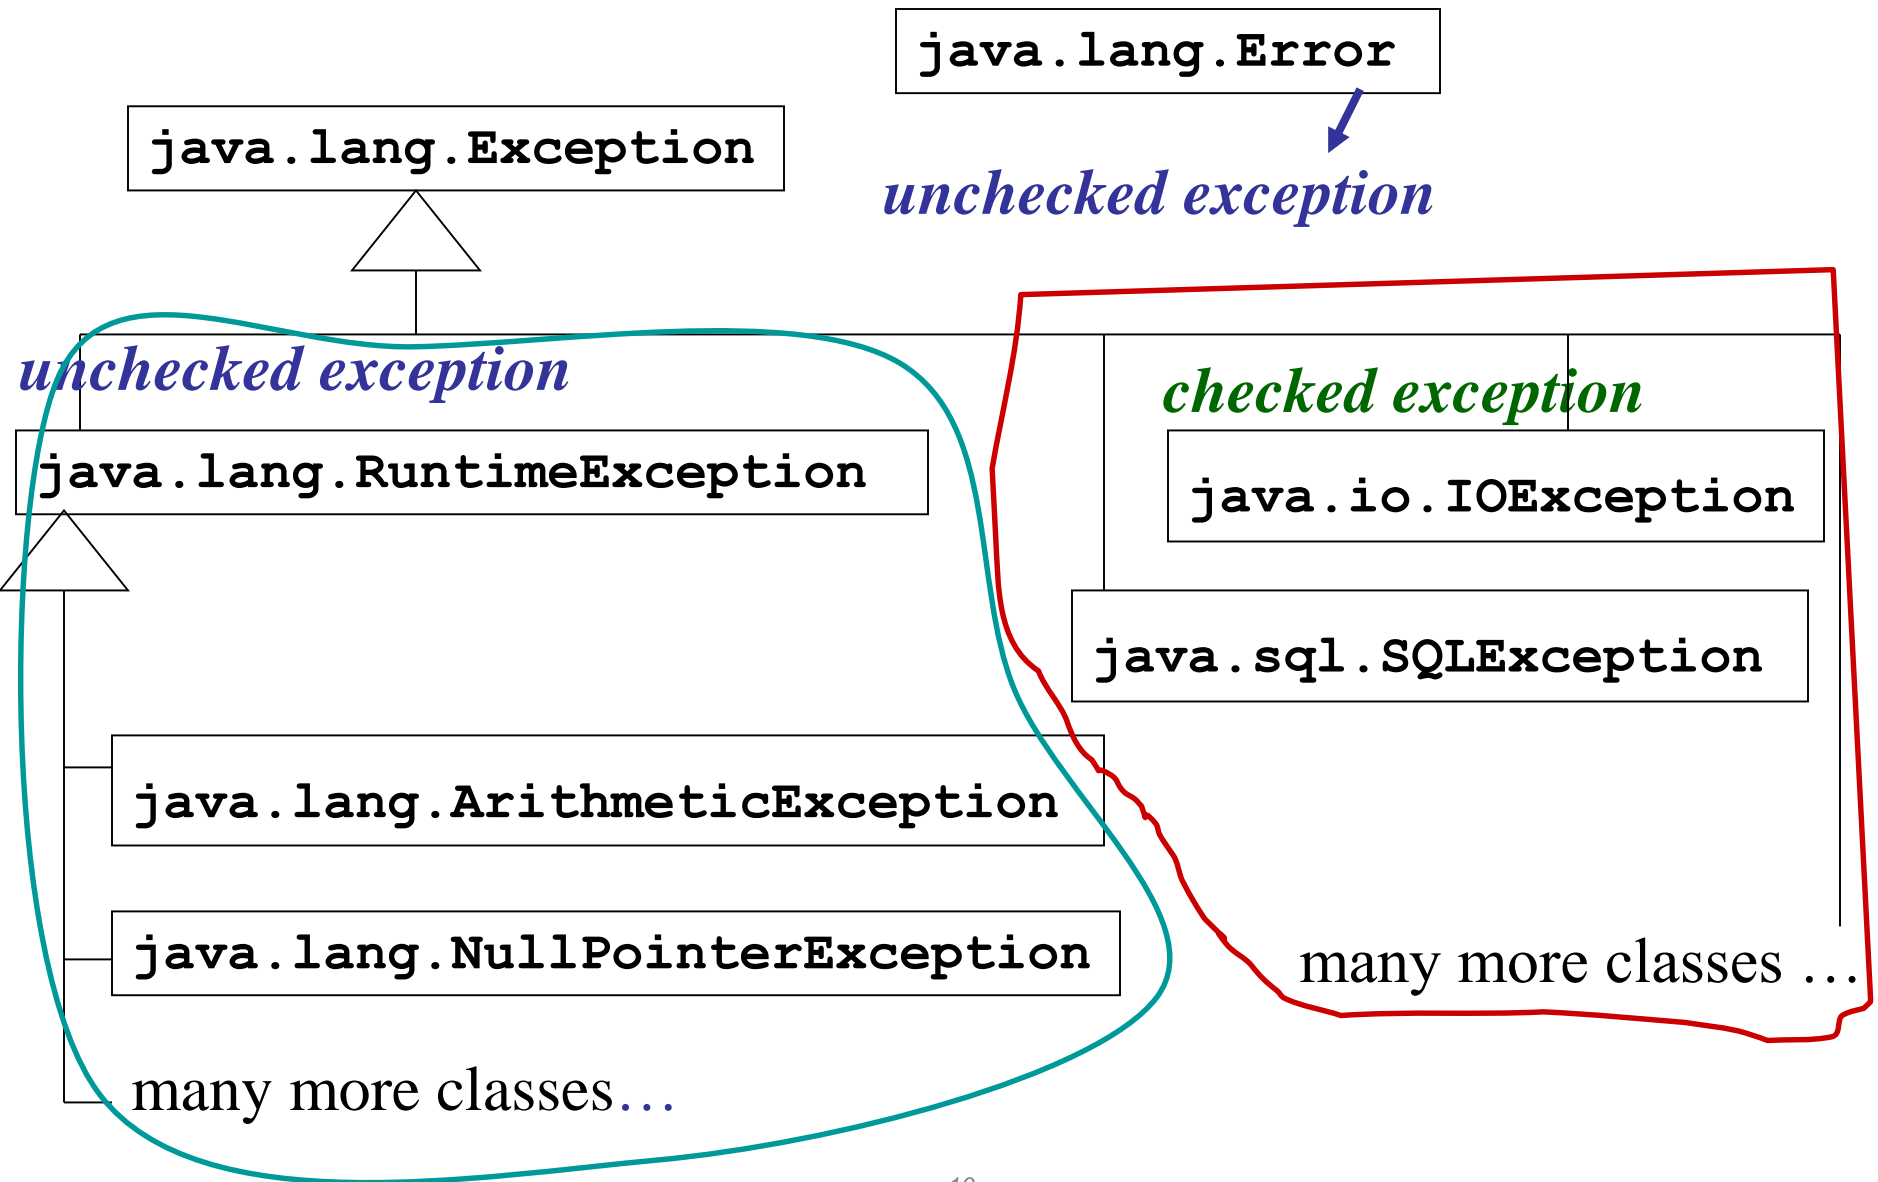 java.lang.Error
java.lang.Exception
unchecked exception
unchecked exception
checked exception
java.lang.RuntimeException
java.io.IOException
java.sql.SQLException
java.lang.ArithmeticException
java.lang.NullPointerException
many more classes …
many more classes…